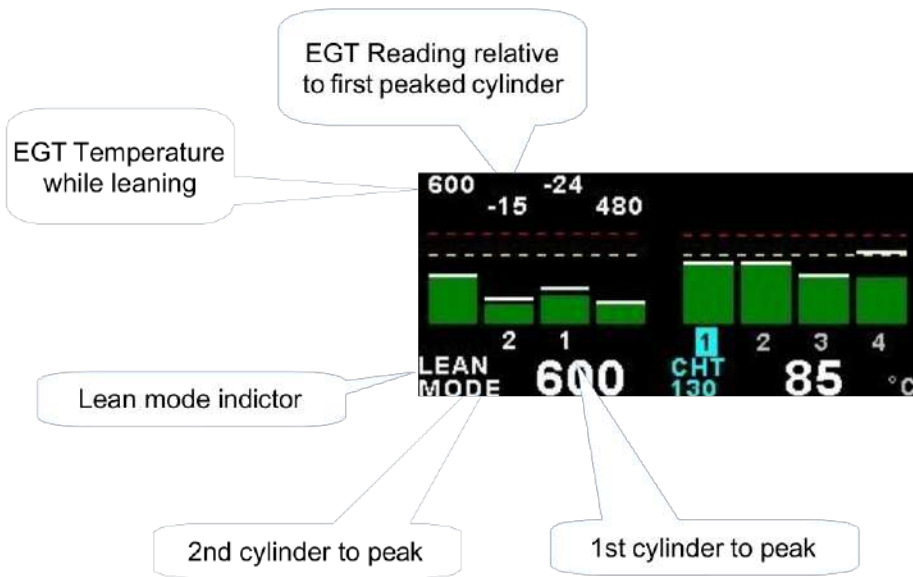 EGT Reading relative
to first peaked cylinder
EGT Temperature
while leaning
600 -24
-15 480
2 1 1 2 3 4
LEAN CHT
MODE 600 130 85 °C
Lean mode indictor
2nd cylinder to peak
1st cylinder to peak